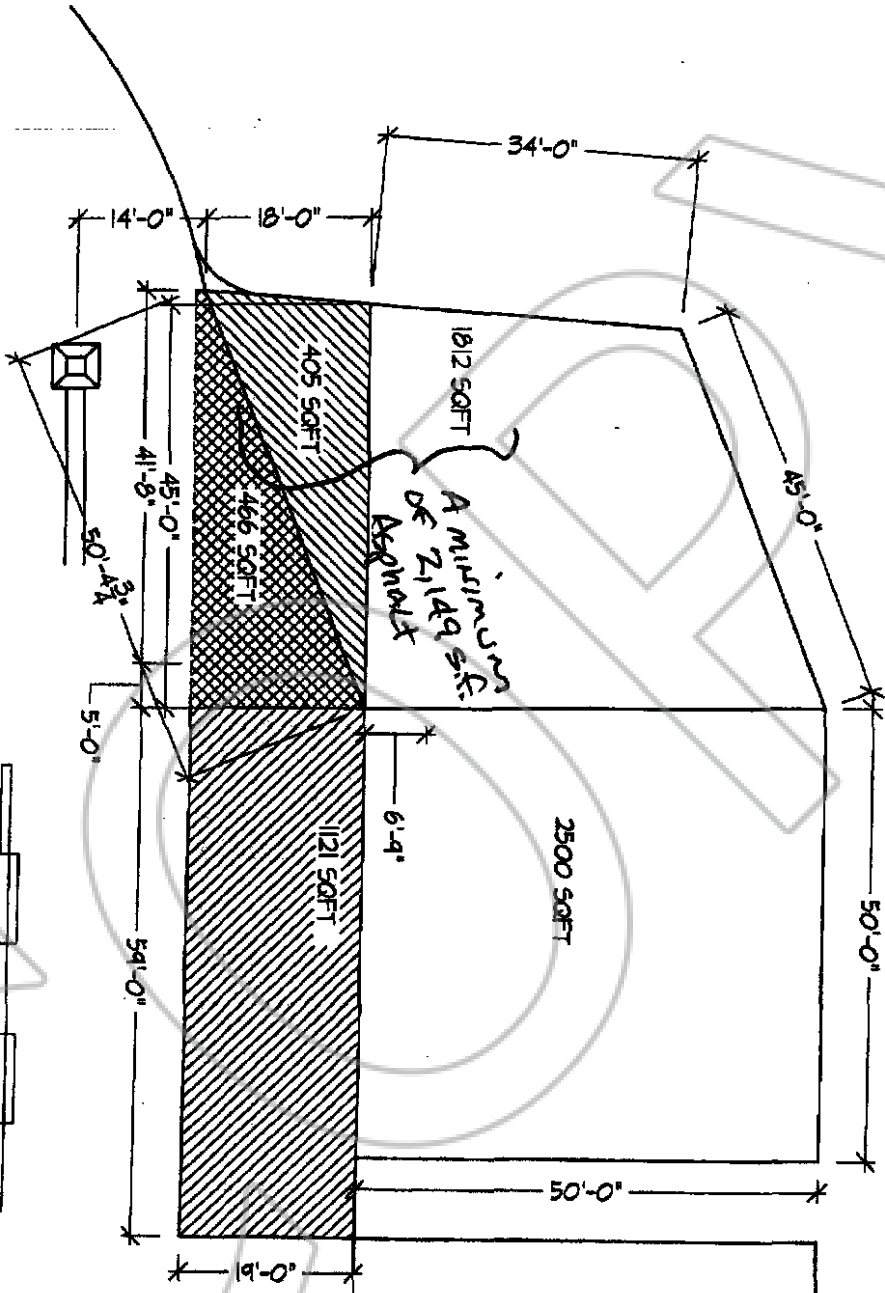 34'-0"
14'-0"
18'-0"
1812 SQFT
405 SQFT
45'-0"
466 SQFT
45'-0"
41'-8"
50'-4 3/4"
A minimum
of 2,149 s.f.
Asphalt
5'-0"
6'-9"
1121 SQFT
2500 SQFT
50'-0"
59'-0"
50'-0"
19'-0"
COPY